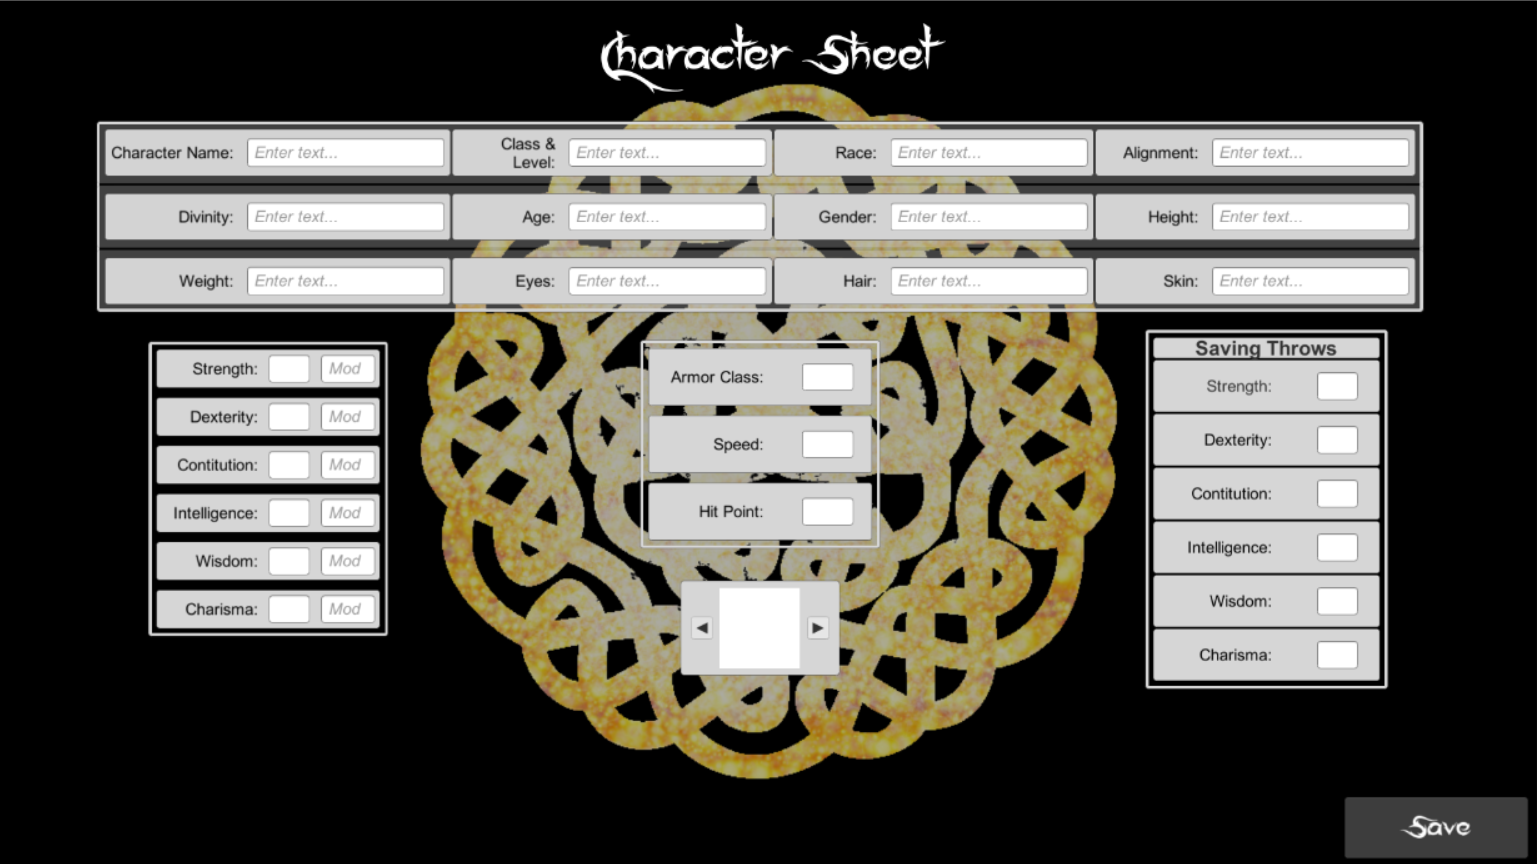 Character Sheet
Character Name: Enter text... Class & Level: Enter text... Race: Enter text... Alignment: Enter text...
Divinity: Enter text... Age: Enter text... Gender: Enter text... Height: Enter text...
Weight: Enter text... Eyes: Enter text... Hair: Enter text... Skin: Enter text...
Strength: Mod
Dexterity: Mod
Contitution: Mod
Intelligence: Mod
Wisdom: Mod
Charisma: Mod
Armor Class:
Speed:
Hit Point:
Saving Throws
Strength:
Dexterity:
Contitution:
Intelligence:
Wisdom:
Charisma:
Save